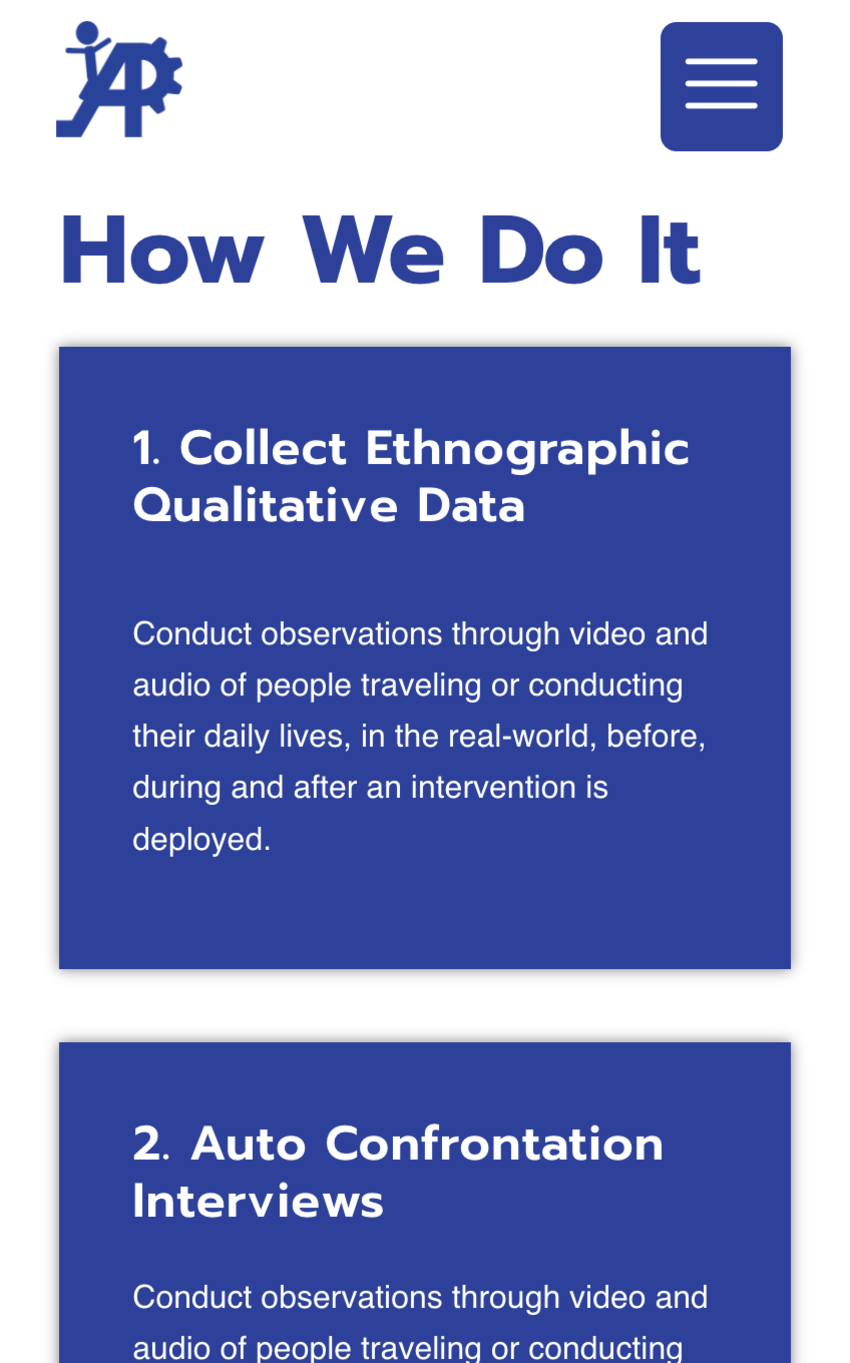 AP
How We Do It
1. Collect Ethnographic
Qualitative Data
Conduct observations through video and
audio of people traveling or conducting
their daily lives, in the real-world, before,
during and after an intervention is
deployed.
2. Auto Confrontation
Interviews
Conduct observations through video and
audio of people traveling or conducting